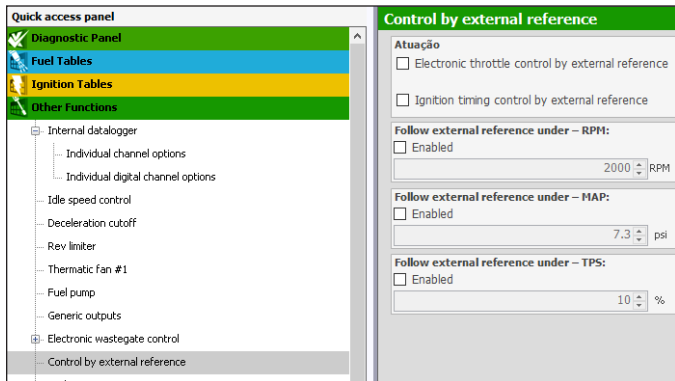 Quick access panel
Diagnostic Panel
Fuel Tables
Ignition Tables
Other Functions
Internal datalogger
Individual channel options
Individual digital channel options
Idle speed control
Deceleration cutoff
Rev limiter
Thermatic fan #1
Fuel pump
Generic outputs
Electronic wastegate control
Control by external reference
Control by external reference
Atuação
Electronic throttle control by external reference
Ignition timing control by external reference
Follow external reference under – RPM:
Enabled
2000 RPM
Follow external reference under – MAP:
Enabled
7.3 psi
Follow external reference under – TPS:
Enabled
10 %